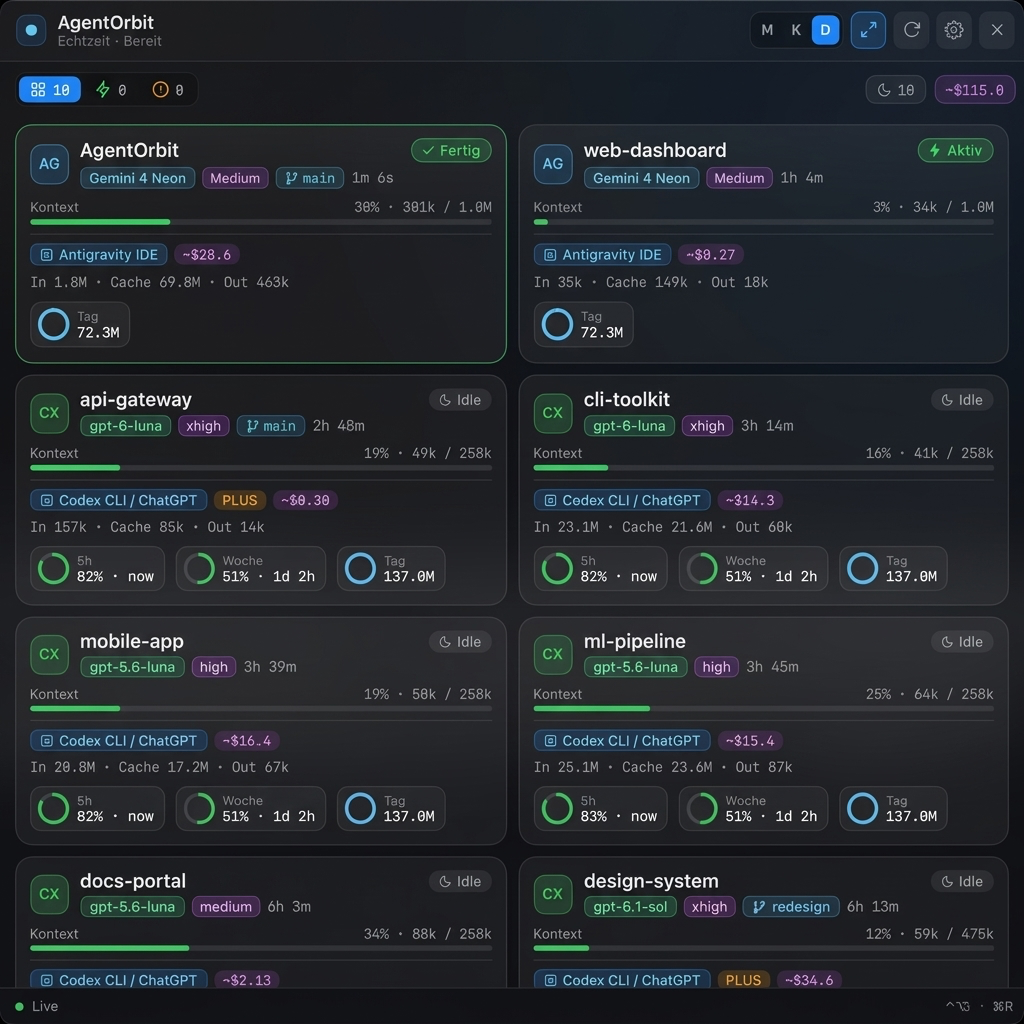 AgentOrbit
Echtzeit · Bereit
M K D
10 0 0
10 ~$115.0
AG AgentOrbit Fertig
Gemini 4 Neon Medium main 1m 6s
Kontext 30% · 301k / 1.0M
Antigravity IDE ~$28.6
In 1.8M · Cache 69.8M · Out 463k
Tag
72.3M
AG web-dashboard Aktiv
Gemini 4 Neon Medium 1h 4m
Kontext 3% · 34k / 1.0M
Antigravity IDE ~$0.27
In 35k · Cache 149k · Out 18k
Tag
72.3M
CX api-gateway Idle
gpt-6-luna xhigh main 2h 48m
Kontext 19% · 49k / 258k
Codex CLI / ChatGPT PLUS ~$0.30
In 157k · Cache 85k · Out 14k
5h Woche Tag
82% · now 51% · 1d 2h 137.0M
CX cli-toolkit Idle
gpt-6-luna xhigh 3h 14m
Kontext 16% · 41k / 258k
Codex CLI / ChatGPT ~$14.3
In 23.1M · Cache 21.6M · Out 60k
5h Woche Tag
82% · now 51% · 1d 2h 137.0M
CX mobile-app Idle
gpt-5.6-luna high 3h 39m
Kontext 19% · 50k / 258k
Codex CLI / ChatGPT ~$16.4
In 20.8M · Cache 17.2M · Out 67k
5h Woche Tag
82% · now 51% · 1d 2h 137.0M
CX ml-pipeline Idle
gpt-5.6-luna high 3h 45m
Kontext 25% · 64k / 258k
Codex CLI / ChatGPT ~$15.4
In 25.1M · Cache 23.6M · Out 87k
5h Woche Tag
83% · now 51% · 1d 2h 137.0M
CX docs-portal Idle
gpt-5.6-luna medium 6h 3m
Kontext 34% · 88k / 258k
Codex CLI / ChatGPT ~$2.13
CX design-system Idle
gpt-6.1-sol xhigh redesign 6h 13m
Kontext 12% · 59k / 475k
Codex CLI / ChatGPT PLUS ~$34.6
Live
⌘R